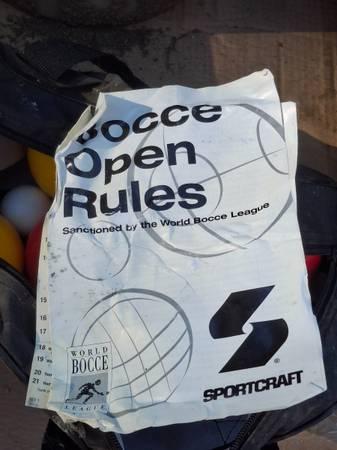 Bocce
Open
Rules
Sanctioned by the World Bocce League
15
16
17
18
19
20
21
WORLD
BOCCE
LEAGUE
®
SPORTCRAFT